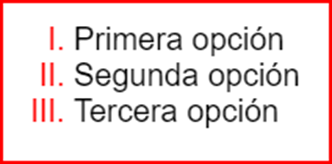 I. Primera opción
II. Segunda opción
III. Tercera opción